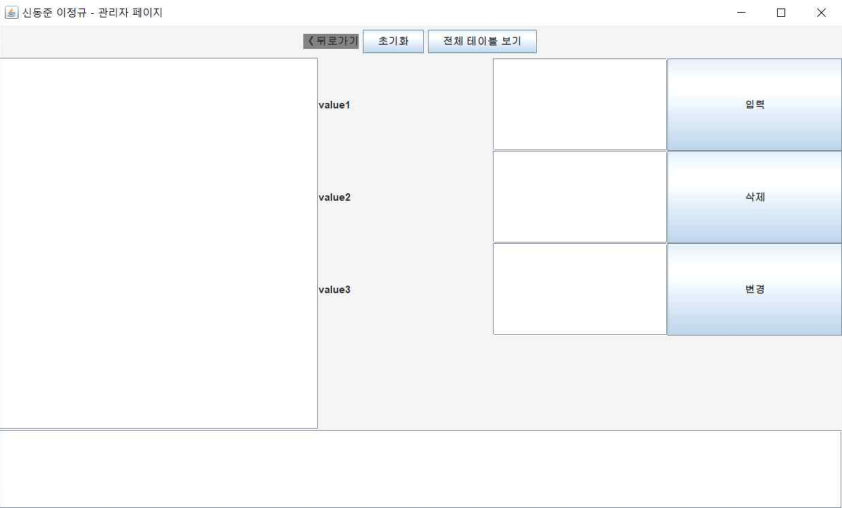 신동준 이정규 - 관리자 페이지
〈 뒤로가기 초기화 전체 테이블 보기
value1 입력
value2 삭제
value3 변경